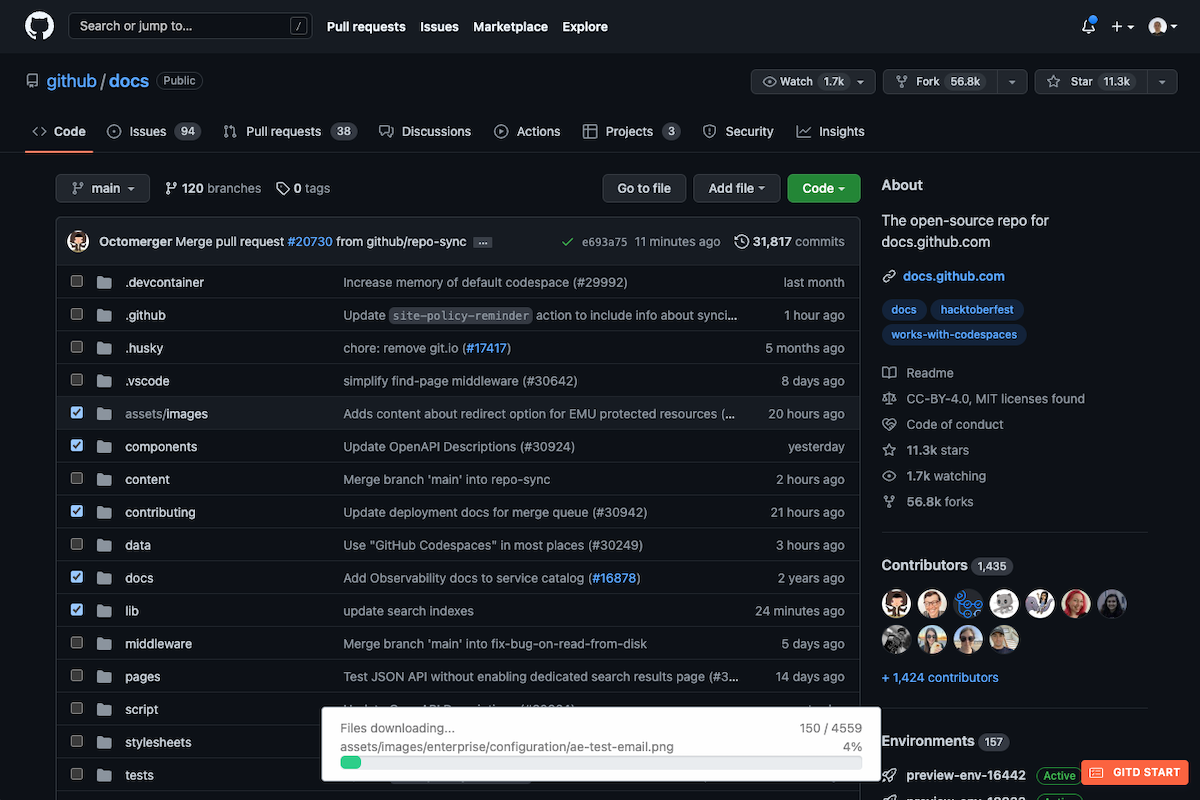 Search or jump to... /
Pull requests Issues Marketplace Explore
github / docs Public
Watch 1.7k Fork 56.8k Star 11.3k
Code Issues 94 Pull requests 38 Discussions Actions Projects 3 Security Insights
main 120 branches 0 tags Go to file Add file Code
Octomerger Merge pull request #20730 from github/repo-sync ... e693a75 11 minutes ago 31,817 commits
.devcontainer Increase memory of default codespace (#29992) last month
.github Update site-policy-reminder action to include info about synci... 1 hour ago
.husky chore: remove git.io (#17417) 5 months ago
.vscode simplify find-page middleware (#30642) 8 days ago
assets/images Adds content about redirect option for EMU protected resources (... 20 hours ago
components Update OpenAPI Descriptions (#30924) yesterday
content Merge branch 'main' into repo-sync 2 hours ago
contributing Update deployment docs for merge queue (#30942) 21 hours ago
data Use "GitHub Codespaces" in most places (#30249) 3 hours ago
docs Add Observability docs to service catalog (#16878) 2 years ago
lib update search indexes 24 minutes ago
middleware Merge branch 'main' into fix-bug-on-read-from-disk 5 days ago
pages Test JSON API without enabling dedicated search results page (#3... 14 days ago
script
stylesheets
tests
Files downloading... 150 / 4559
assets/images/enterprise/configuration/ae-test-email.png 4%
About
The open-source repo for
docs.github.com
docs.github.com
docs hacktoberfest
works-with-codespaces
Readme
CC-BY-4.0, MIT licenses found
Code of conduct
11.3k stars
1.7k watching
56.8k forks
Contributors 1,435
+ 1,424 contributors
Environments 157
preview-env-16442 Active
GITD START